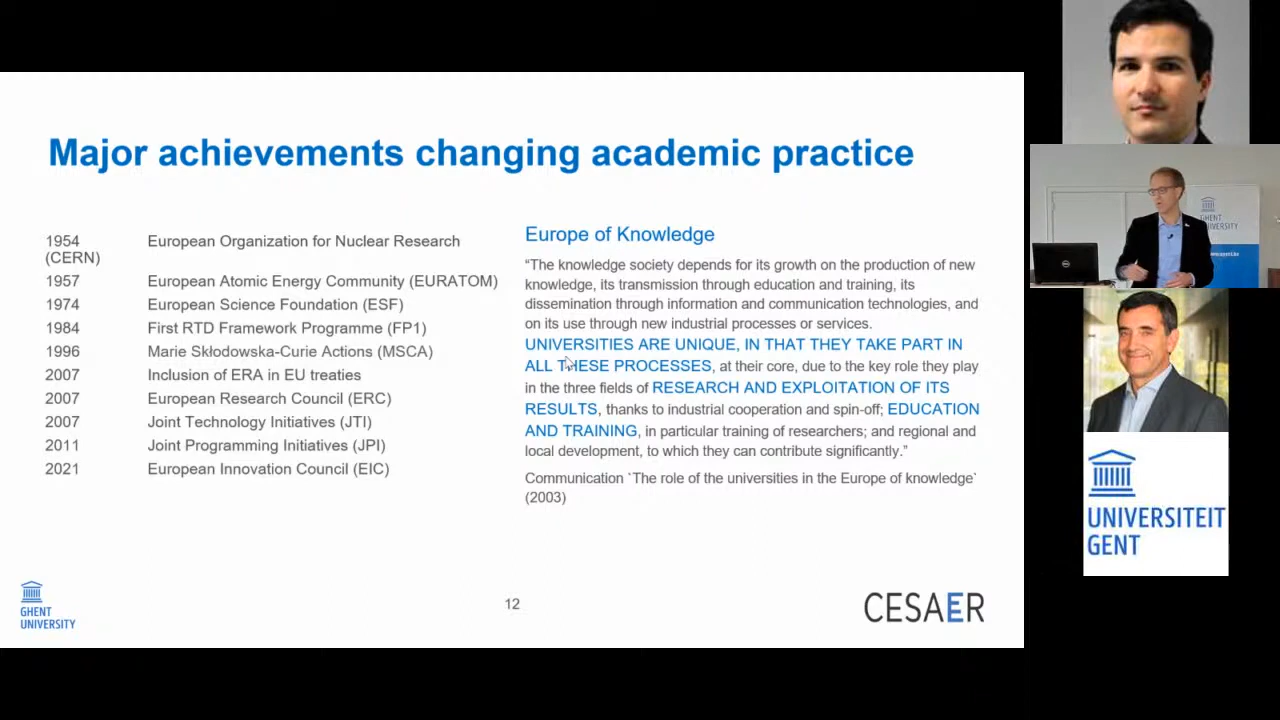 Major achievements changing academic practice
1954 European Organization for Nuclear Research
(CERN)
1957 European Atomic Energy Community (EURATOM)
1974 European Science Foundation (ESF)
1984 First RTD Framework Programme (FP1)
1996 Marie Skłodowska-Curie Actions (MSCA)
2007 Inclusion of ERA in EU treaties
2007 European Research Council (ERC)
2007 Joint Technology Initiatives (JTI)
2011 Joint Programming Initiatives (JPI)
2021 European Innovation Council (EIC)
Europe of Knowledge
“The knowledge society depends for its growth on the production of new
knowledge, its transmission through education and training, its
dissemination through information and communication technologies, and
on its use through new industrial processes or services.
UNIVERSITIES ARE UNIQUE, IN THAT THEY TAKE PART IN
ALL THESE PROCESSES, at their core, due to the key role they play
in the three fields of RESEARCH AND EXPLOITATION OF ITS
RESULTS, thanks to industrial cooperation and spin-off; EDUCATION
AND TRAINING, in particular training of researchers; and regional and
local development, to which they can contribute significantly.”
Communication `The role of the universities in the Europe of knowledge`
(2003)
GHENT
UNIVERSITY
12
CESAER
GHENT
UNIVERSITY
UNIVERSITEIT
GENT